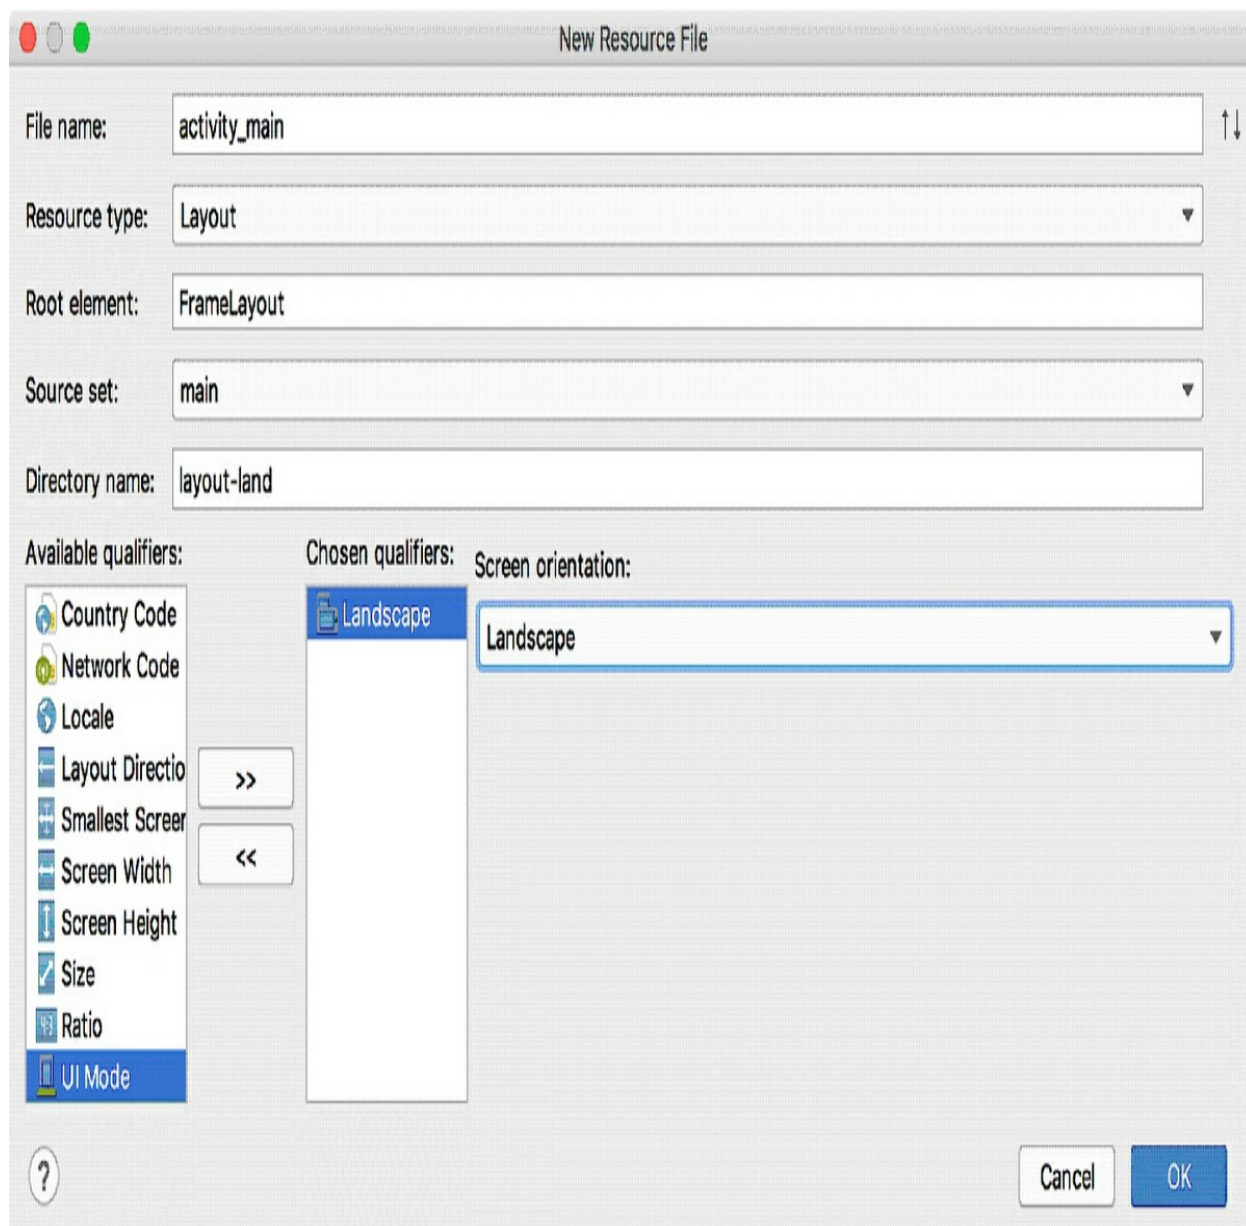 New Resource File
File name: activity_main
Resource type: Layout
Root element: FrameLayout
Source set: main
Directory name: layout-land
Available qualifiers:
Chosen qualifiers:
Screen orientation:
Country Code
Network Code
Locale
Layout Directio
Smallest Screer
Screen Width
Screen Height
Size
Ratio
UI Mode
>>
<<
Landscape
Landscape
?
Cancel
OK